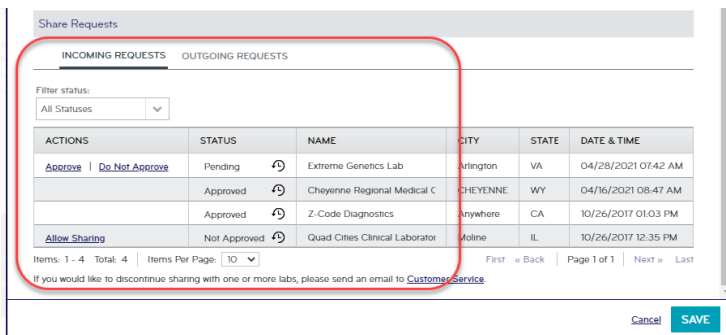 Share Requests
INCOMING REQUESTS OUTGOING REQUESTS
Filter status:
All Statuses
ACTIONS STATUS NAME CITY STATE DATE & TIME
Approve | Do Not Approve Pending Extreme Genetics Lab Arlington VA 04/28/2021 07:42 AM
Approved Cheyenne Regional Medical C CHEYENNE WY 04/16/2021 08:47 AM
Approved Z-Code Diagnostics Anywhere CA 10/26/2017 01:03 PM
Allow Sharing Not Approved Quad Cities Clinical Laborator Moline IL 10/26/2017 12:35 PM
Items: 1 - 4 Total: 4 | Items Per Page: 10 First « Back | Page 1 of 1 | Next » Last
If you would like to discontinue sharing with one or more labs, please send an email to Customer Service.
Cancel SAVE